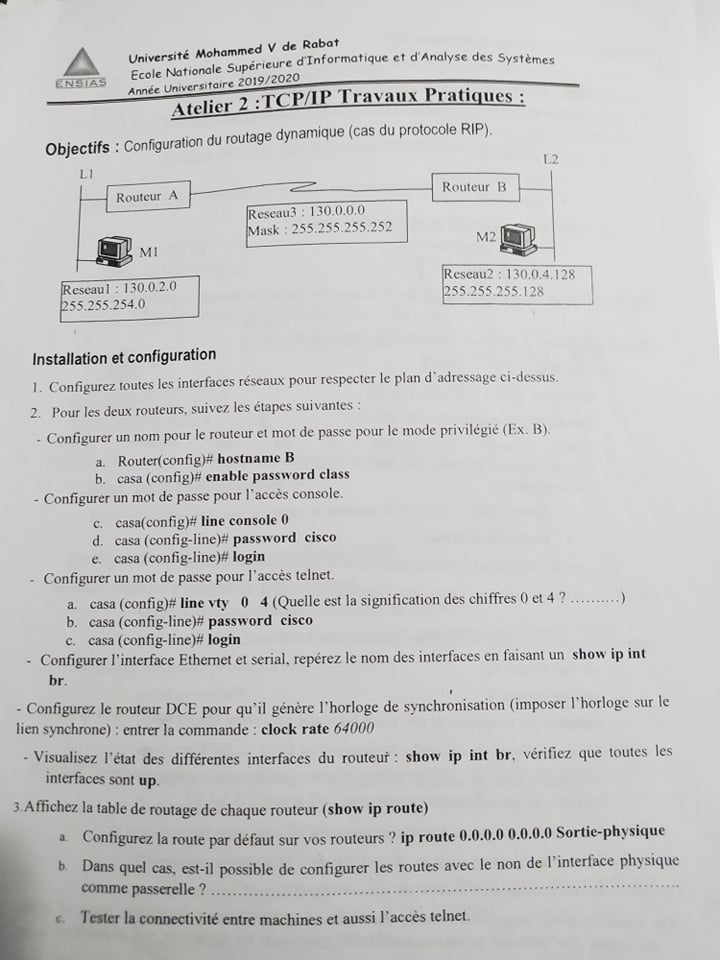 Université Mohammed V de Rabat
Ecole Nationale Supérieure d'Informatique et d'Analyse des Systèmes
ENSIAS
Année Universitaire 2019/2020
Atelier 2 :TCP/IP Travaux Pratiques :
Objectifs : Configuration du routage dynamique (cas du protocole RIP).
L1
L2
Routeur A
Routeur B
Reseau3 : 130.0.0.0
Mask : 255.255.255.252
M1
M2
Reseau1 : 130.0.2.0
255.255.254.0
Reseau2 : 130.0.4.128
255.255.255.128
Installation et configuration
1. Configurez toutes les interfaces réseaux pour respecter le plan d'adressage ci-dessus.
2. Pour les deux routeurs, suivez les étapes suivantes :
- Configurer un nom pour le routeur et mot de passe pour le mode privilégié (Ex. B).
a. Router(config)# hostname B
b. casa (config)# enable password class
- Configurer un mot de passe pour l'accès console.
c. casa(config)# line console 0
d. casa (config-line)# password cisco
e. casa (config-line)# login
- Configurer un mot de passe pour l'accès telnet.
a. casa (config)# line vty 0 4 (Quelle est la signification des chiffres 0 et 4 ? ..........)
b. casa (config-line)# password cisco
c. casa (config-line)# login
- Configurer l'interface Ethernet et serial, repérez le nom des interfaces en faisant un show ip int
br.
- Configurez le routeur DCE pour qu'il génère l'horloge de synchronisation (imposer l'horloge sur le
lien synchrone) : entrer la commande : clock rate 64000
- Visualisez l'état des différentes interfaces du routeur : show ip int br, vérifiez que toutes les
interfaces sont up.
3.Affichez la table de routage de chaque routeur (show ip route)
a. Configurez la route par défaut sur vos routeurs ? ip route 0.0.0.0 0.0.0.0 Sortie-physique
b. Dans quel cas, est-il possible de configurer les routes avec le non de l'interface physique
comme passerelle ? ................................................................................
c. Tester la connectivité entre machines et aussi l'accès telnet.